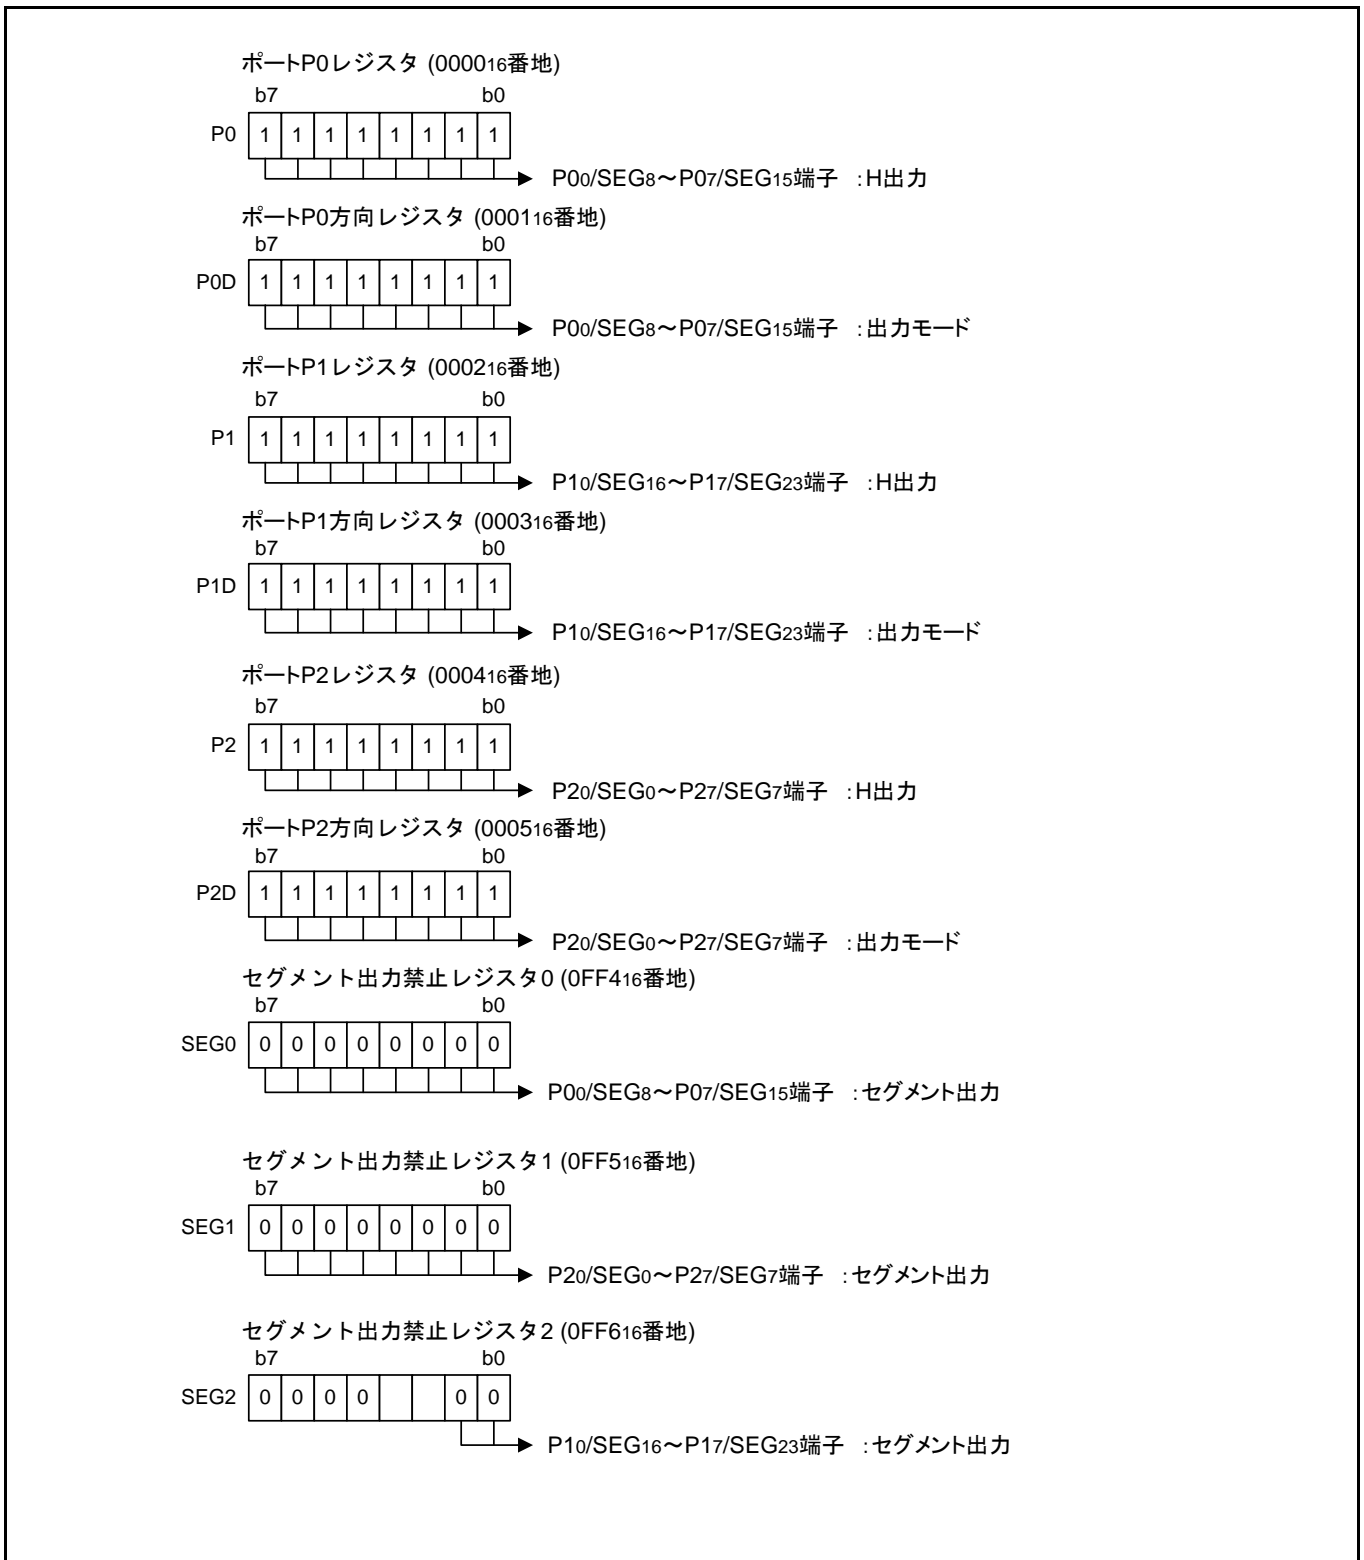 ポートP0レジスタ (000016番地)
b7 b0
P0 1 1 1 1 1 1 1 1
P00/SEG8～P07/SEG15端子 :H出力
ポートP0方向レジスタ (000116番地)
b7 b0
P0D 1 1 1 1 1 1 1 1
P00/SEG8～P07/SEG15端子 :出力モード
ポートP1レジスタ (000216番地)
b7 b0
P1 1 1 1 1 1 1 1 1
P10/SEG16～P17/SEG23端子 :H出力
ポートP1方向レジスタ (000316番地)
b7 b0
P1D 1 1 1 1 1 1 1 1
P10/SEG16～P17/SEG23端子 :出力モード
ポートP2レジスタ (000416番地)
b7 b0
P2 1 1 1 1 1 1 1 1
P20/SEG0～P27/SEG7端子 :H出力
ポートP2方向レジスタ (000516番地)
b7 b0
P2D 1 1 1 1 1 1 1 1
P20/SEG0～P27/SEG7端子 :出力モード
セグメント出力禁止レジスタ0 (0FF416番地)
b7 b0
SEG0 0 0 0 0 0 0 0 0
P00/SEG8～P07/SEG15端子 :セグメント出力
セグメント出力禁止レジスタ1 (0FF516番地)
b7 b0
SEG1 0 0 0 0 0 0 0 0
P20/SEG0～P27/SEG7端子 :セグメント出力
セグメント出力禁止レジスタ2 (0FF616番地)
b7 b0
SEG2 0 0 0 0 0 0
P10/SEG16～P17/SEG23端子 :セグメント出力